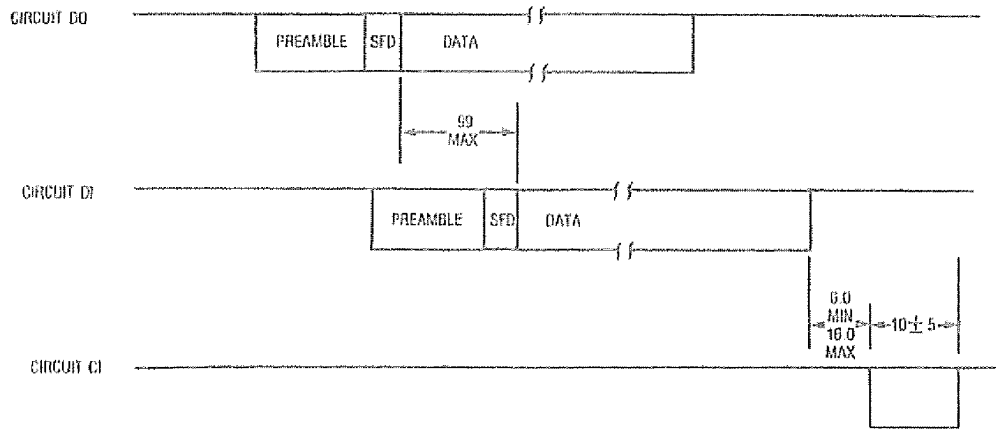 CIRCUIT DO
PREAMBLE SFD DATA
MAX
CIRCUIT DI
PREAMBLE SFD DATA
MIN
MAX
10 ± 5
CIRCUIT CI